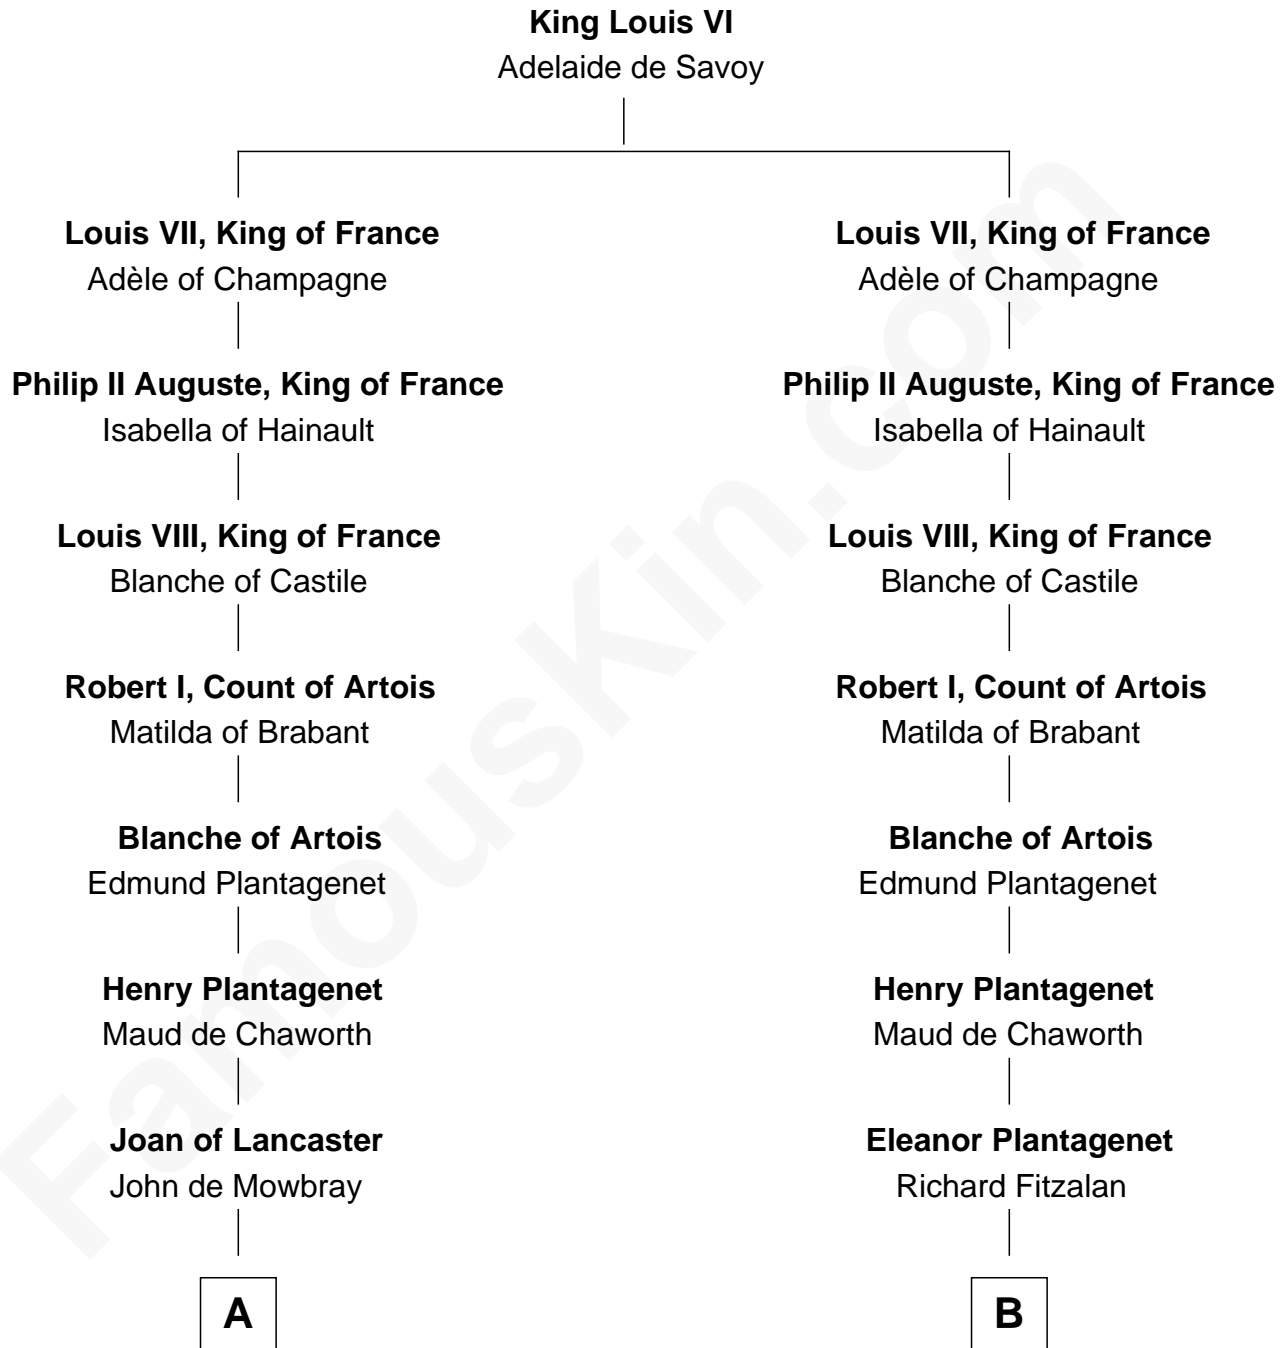 King Louis VI
Adelaide de Savoy
Louis VII, King of France
Adèle of Champagne
Philip II Auguste, King of France
Isabella of Hainault
Louis VIII, King of France
Blanche of Castile
Robert I, Count of Artois
Matilda of Brabant
Blanche of Artois
Edmund Plantagenet
Henry Plantagenet
Maud de Chaworth
Joan of Lancaster
John de Mowbray
A
Louis VII, King of France
Adèle of Champagne
Philip II Auguste, King of France
Isabella of Hainault
Louis VIII, King of France
Blanche of Castile
Robert I, Count of Artois
Matilda of Brabant
Blanche of Artois
Edmund Plantagenet
Henry Plantagenet
Maud de Chaworth
Eleanor Plantagenet
Richard Fitzalan
B
FamousKin.com